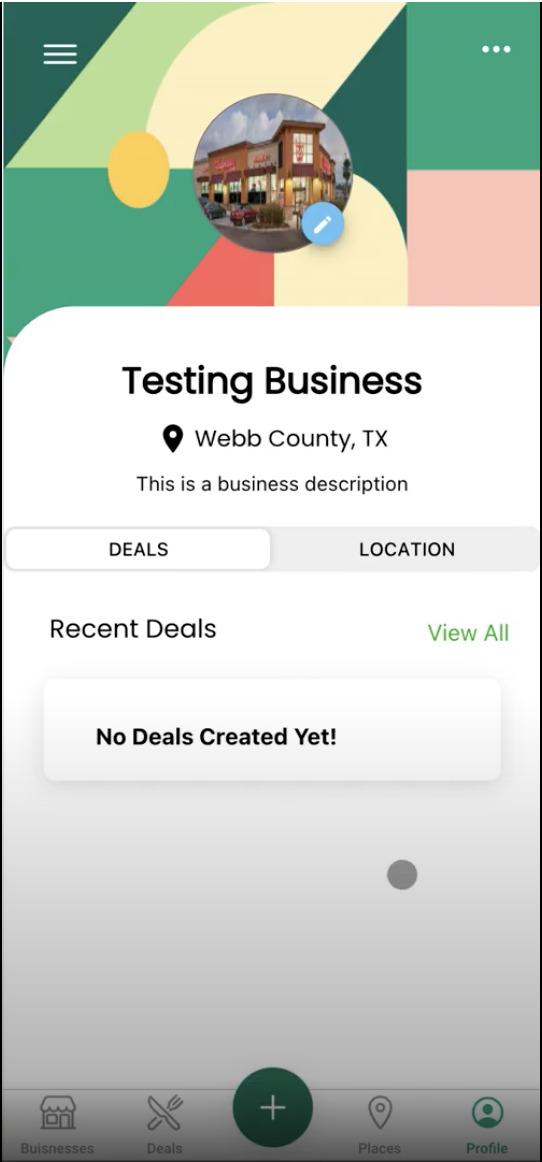 Testing Business
Webb County, TX
This is a business description
DEALS LOCATION
Recent Deals View All
No Deals Created Yet!
Buisnesses Deals Places Profile